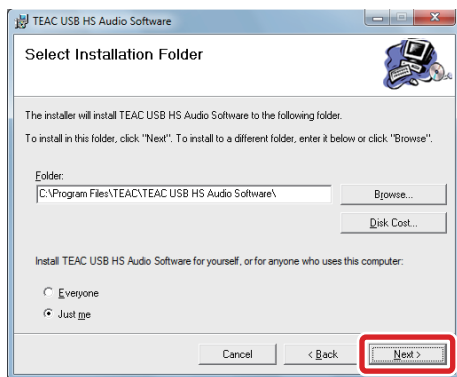 TEAC USB HS Audio Software
Select Installation Folder
The installer will install TEAC USB HS Audio Software to the following folder.
To install in this folder, click "Next". To install to a different folder, enter it below or click "Browse".
Folder:
C:\Program Files\TEAC\TEAC USB HS Audio Software\
Browse...
Disk Cost...
Install TEAC USB HS Audio Software for yourself, or for anyone who uses this computer:
Everyone
Just me
Cancel
< Back
Next >